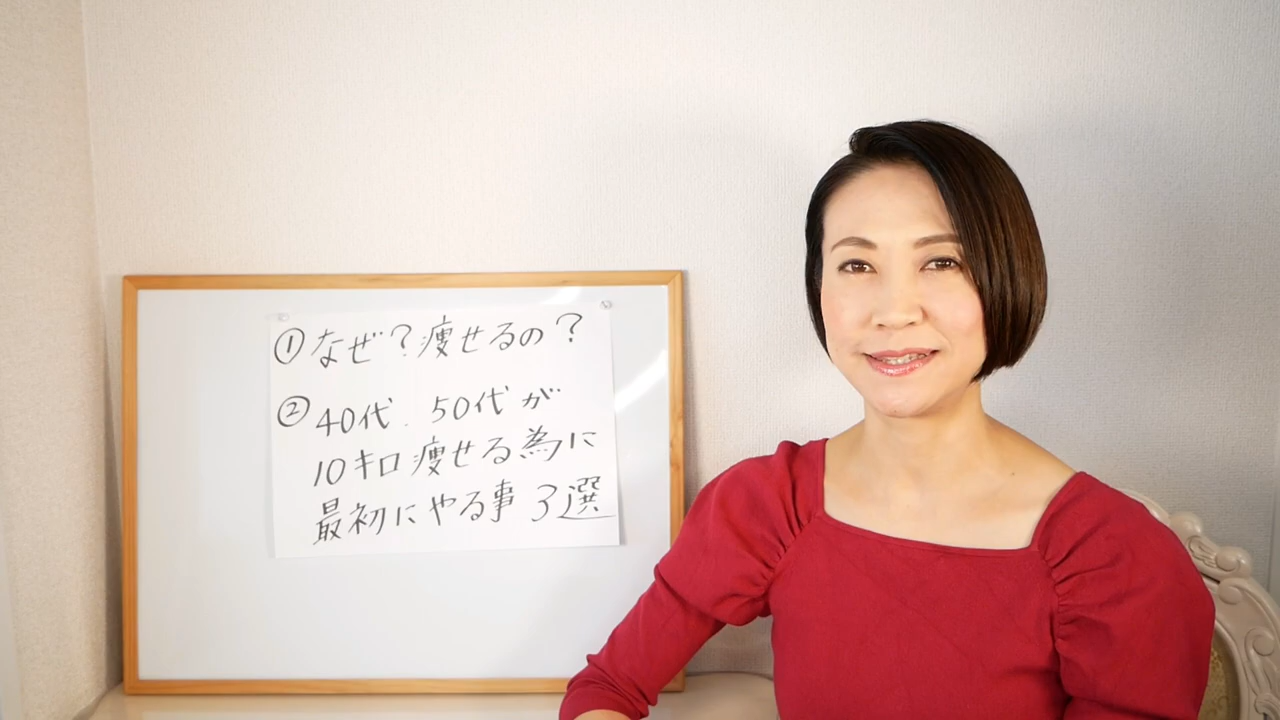 ① なぜ？痩せるの？
② 40代．50代が
10キロ痩せる為に
最初にやる事 3選